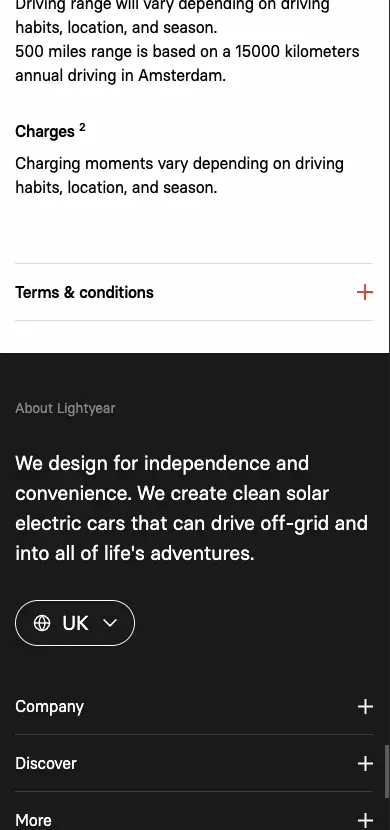 Driving range will vary depending on driving
habits, location, and season.
500 miles range is based on a 15000 kilometers
annual driving in Amsterdam.
Charges 2
Charging moments vary depending on driving
habits, location, and season.
Terms & conditions
About Lightyear
We design for independence and
convenience. We create clean solar
electric cars that can drive off-grid and
into all of life's adventures.
UK
Company
Discover
More